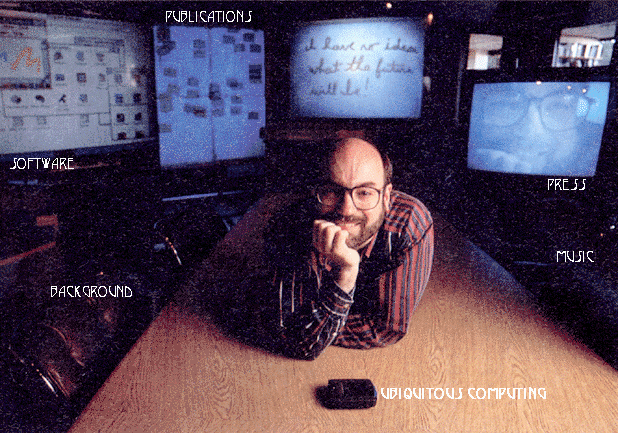 PUBLICATIONS
I have no idea
what the future
will be!
SOFTWARE
PRESS
MUSIC
BACKGROUND
UBIQUITOUS COMPUTING